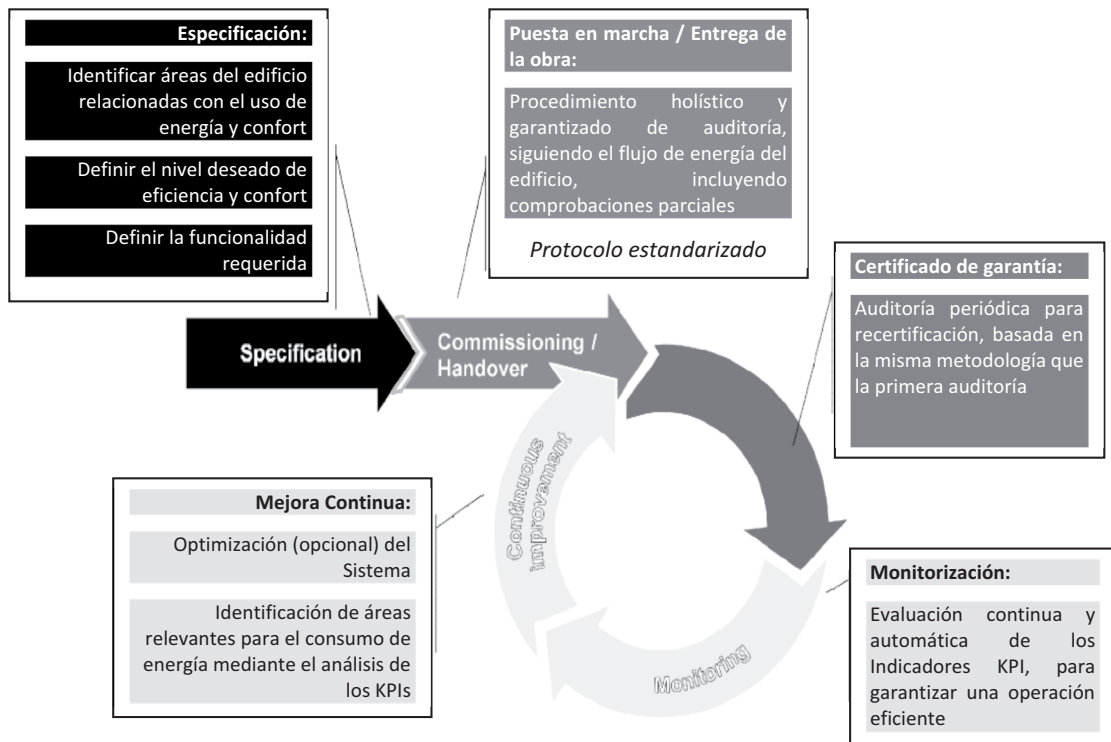 Especificación:
Identificar áreas del edificio
relacionadas con el uso de
energía y confort
Definir el nivel deseado de
eficiencia y confort
Definir la funcionalidad
requerida
Puesta en marcha / Entrega de
la obra:
Procedimiento holístico y
garantizado de auditoría,
siguiendo el flujo de energía del
edificio, incluyendo
comprobaciones parciales
Protocolo estandarizado
Certificado de garantía:
Auditoría periódica para
recertificación, basada en
la misma metodología que
la primera auditoría
Specification
Commissioning /
Handover
Continuous
improvement
Monitoring
Mejora Continua:
Optimización (opcional) del
Sistema
Identificación de áreas
relevantes para el consumo de
energía mediante el análisis de
los KPIs
Monitorización:
Evaluación continua y
automática de los
Indicadores KPI, para
garantizar una operación
eficiente